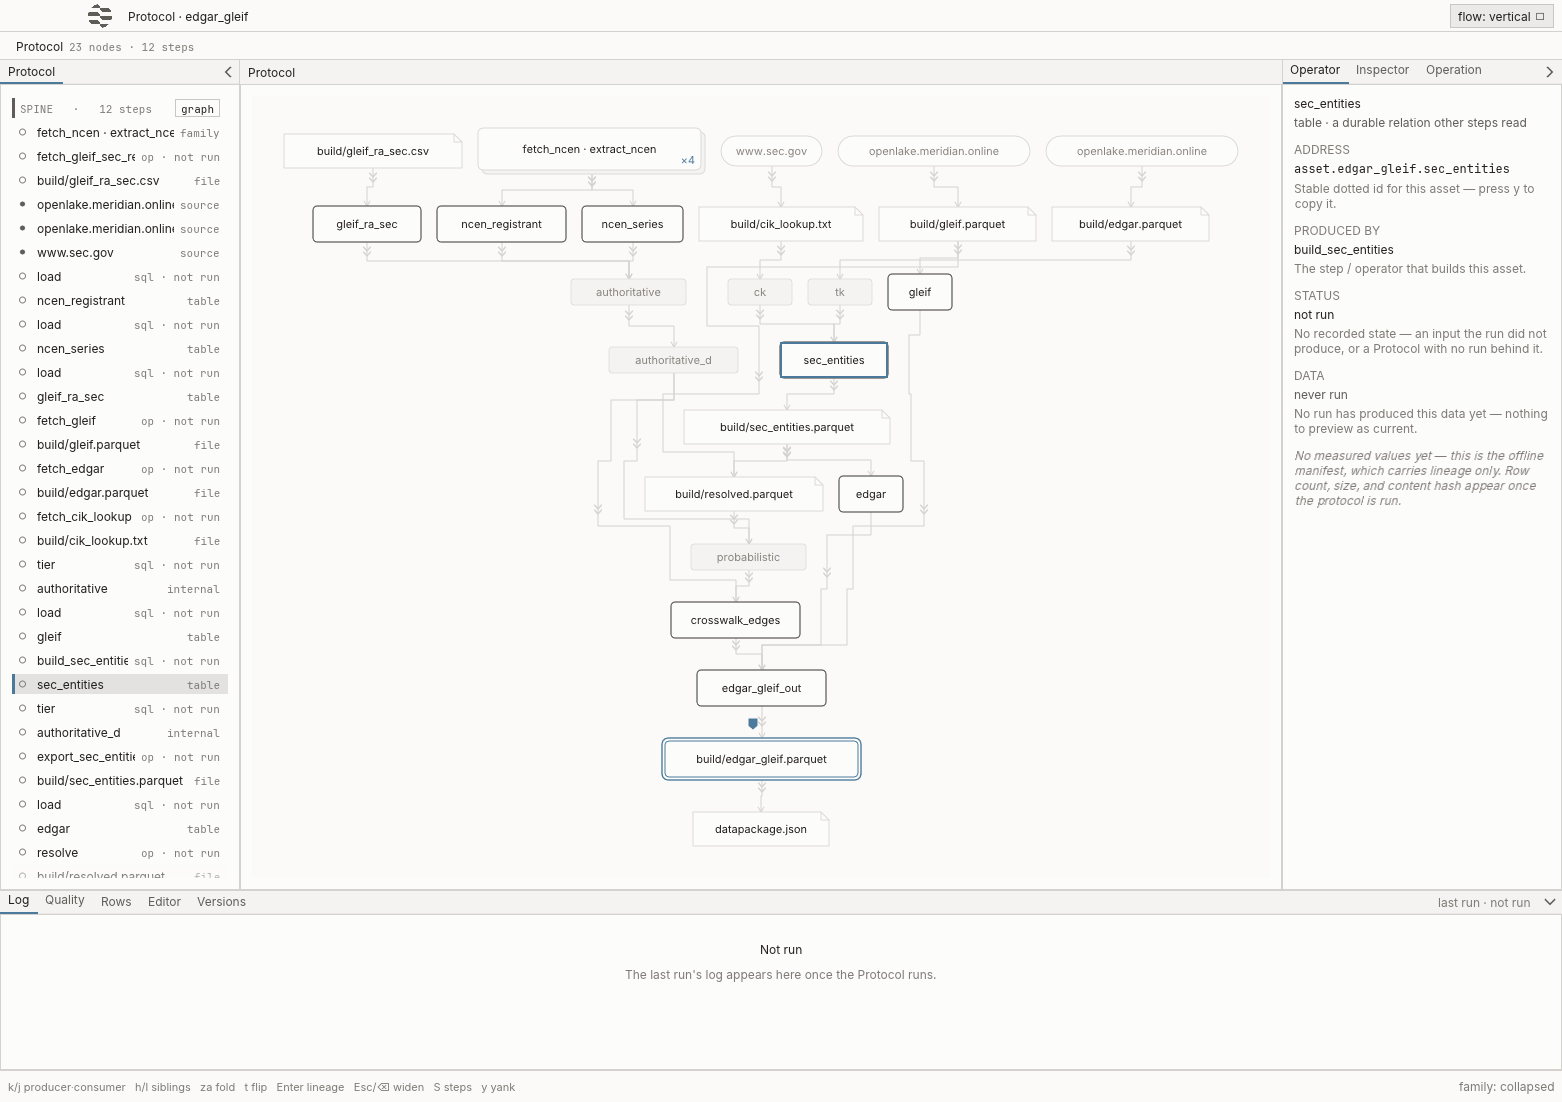 Protocol · edgar_gleif
flow: vertical
Protocol 23 nodes · 12 steps
Protocol
SPINE · 12 steps graph
fetch_ncen · extract_nce family
fetch_gleif_sec_re op · not run
build/gleif_ra_sec.csv file
openlake.meridian.online source
openlake.meridian.online source
www.sec.gov source
load sql · not run
ncen_registrant table
load sql · not run
ncen_series table
load sql · not run
gleif_ra_sec table
fetch_gleif op · not run
build/gleif.parquet file
fetch_edgar op · not run
build/edgar.parquet file
fetch_cik_lookup op · not run
build/cik_lookup.txt file
tier sql · not run
authoritative internal
load sql · not run
gleif table
build_sec_entitie sql · not run
sec_entities table
tier sql · not run
authoritative_d internal
export_sec_entitie op · not run
build/sec_entities.parquet file
load sql · not run
edgar table
resolve op · not run
build/resolved.parquet file
Protocol
build/gleif_ra_sec.csv
fetch_ncen · extract_ncen
×4
www.sec.gov
openlake.meridian.online
openlake.meridian.online
gleif_ra_sec
ncen_registrant
ncen_series
build/cik_lookup.txt
build/gleif.parquet
build/edgar.parquet
authoritative
ck
tk
gleif
authoritative_d
sec_entities
build/sec_entities.parquet
build/resolved.parquet
edgar
probabilistic
crosswalk_edges
edgar_gleif_out
build/edgar_gleif.parquet
datapackage.json
Operator Inspector Operation
sec_entities
table · a durable relation other steps read
ADDRESS
asset.edgar_gleif.sec_entities
Stable dotted id for this asset — press y to
copy it.
PRODUCED BY
build_sec_entities
The step / operator that builds this asset.
STATUS
not run
No recorded state — an input the run did not
produce, or a Protocol with no run behind it.
DATA
never run
No run has produced this data yet — nothing
to preview as current.
No measured values yet — this is the offline
manifest, which carries lineage only. Row
count, size, and content hash appear once
the protocol is run.
Log Quality Rows Editor Versions
last run · not run
Not run
The last run's log appears here once the Protocol runs.
k/j producer·consumer h/l siblings za fold t flip Enter lineage Esc/⌫ widen S steps y yank
family: collapsed